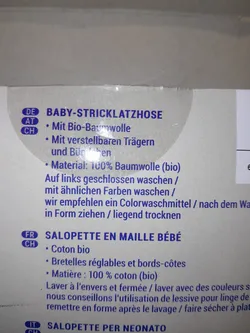 DE
AT
CH
BABY-STRICKLATZHOSE
• Mit Bio-Baumwolle
• Mit verstellbaren Trägern
und
• Material: 100% Baumwolle (bio)
Auf links geschlossen waschen /
mit ähnlichen Farben waschen /
wir empfehlen ein Colorwaschmittel / nach dem
in Form ziehen / liegend trocknen
FR
CH
SALOPETTE EN MAILLE BÉBÉ
• Coton bio
• Bretelles réglables et bords-côtes
• Matière : 100 % coton (bio)
Laver à l'envers et fermée / laver avec des couleurs
nous conseillons l'utilisation de lessive pour linge de
remettre en forme après le lavage / faire sécher à
IT
SALOPETTE PER NEONATO